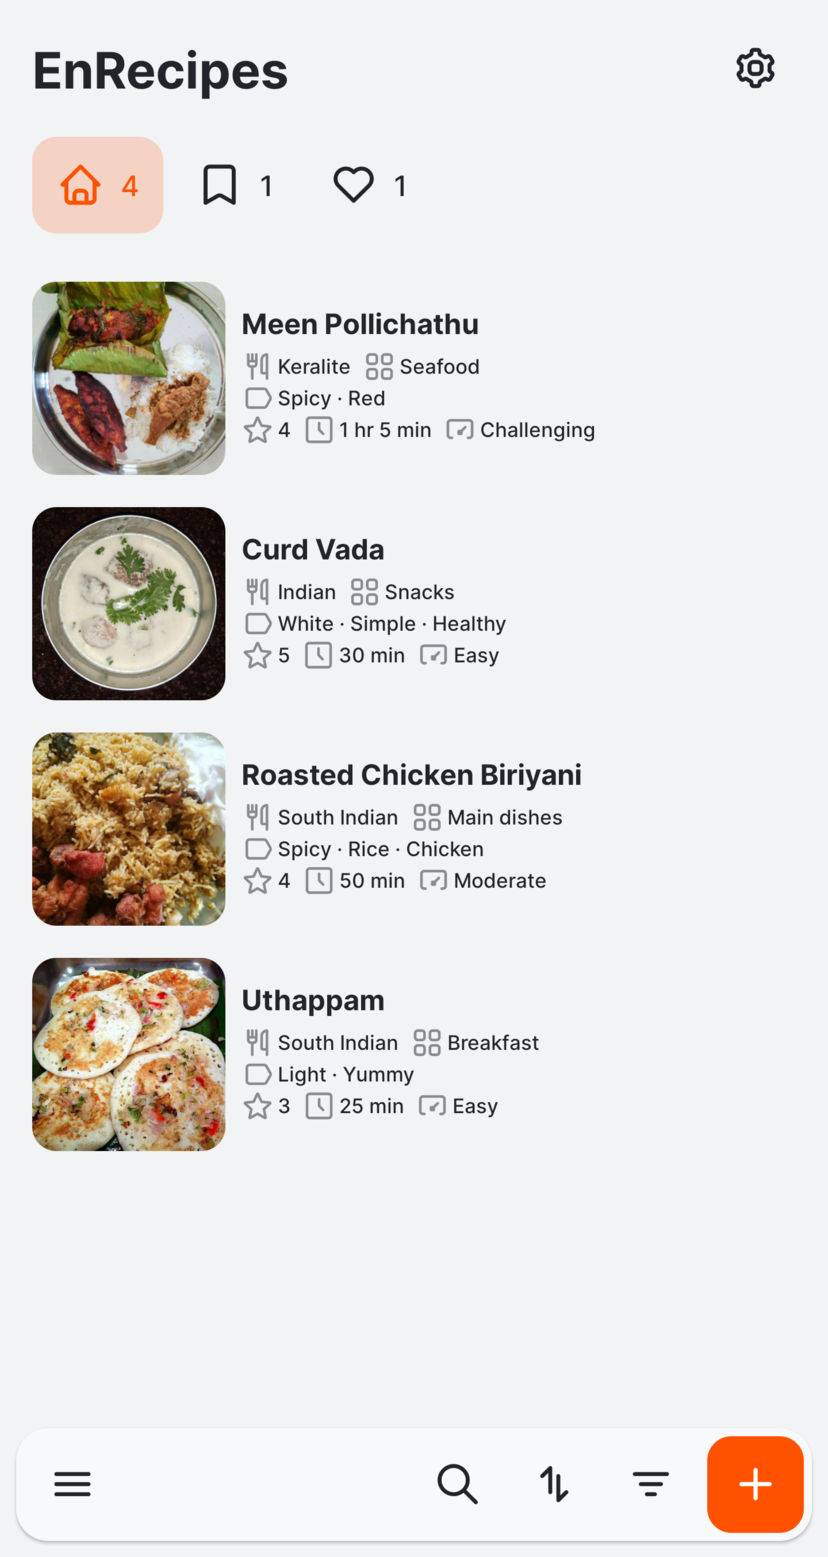 EnRecipes
4 1 1
Meen Pollichathu
Keralite Seafood
Spicy · Red
4 1 hr 5 min Challenging
Curd Vada
Indian Snacks
White · Simple · Healthy
5 30 min Easy
Roasted Chicken Biriyani
South Indian Main dishes
Spicy · Rice · Chicken
4 50 min Moderate
Uthappam
South Indian Breakfast
Light · Yummy
3 25 min Easy